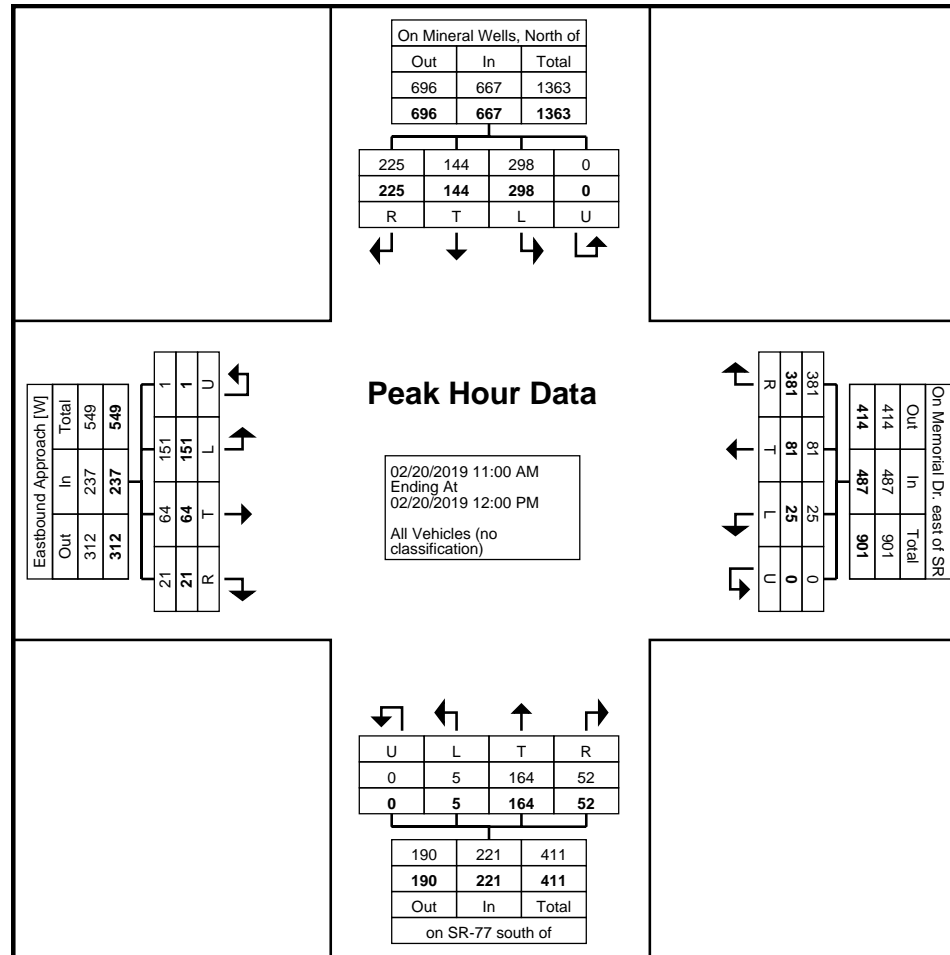 On Mineral Wells, North of
Out In Total
696 667 1363
696 667 1363
225 144 298 0
225 144 298 0
R T L U
Eastbound Approach [W]
Out In Total
312 237 549
312 237 549
21 64 151 1
21 64 151 1
R T L U
Peak Hour Data
02/20/2019 11:00 AM
Ending At
02/20/2019 12:00 PM
All Vehicles (no
classification)
On Memorial Dr. east of SR
Out In Total
414 487 901
414 487 901
381 81 25 0
381 81 25 0
R T L U
U L T R
0 5 164 52
0 5 164 52
190 221 411
190 221 411
Out In Total
on SR-77 south of